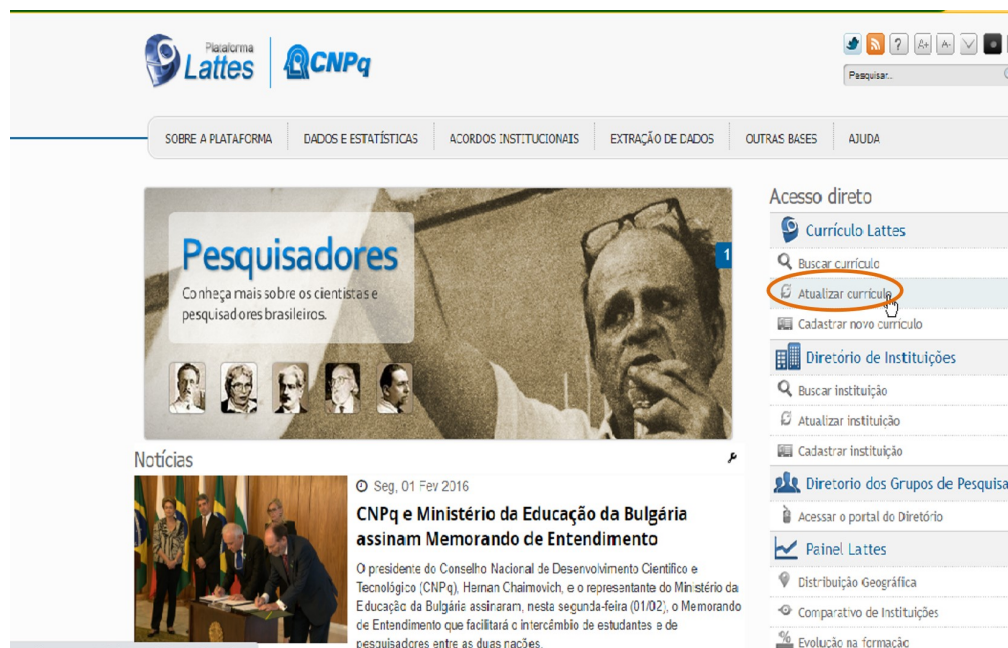 Plataforma
Lattes
CNPq
Pesquisar...
SOBRE A PLATAFORMA DADOS E ESTATÍSTICAS ACORDOS INSTITUCIONAIS EXTRAÇÃO DE DADOS OUTRAS BASES AJUDA
Pesquisadores
Conheça mais sobre os cientistas e
pesquisadores brasileiros.
1
Notícias
Seg, 01 Fev 2016
CNPq e Ministério da Educação da Bulgária
assinam Memorando de Entendimento
O presidente do Conselho Nacional de Desenvolvimento Científico e
Tecnológico (CNPq), Hernan Chaimovich, e o representante do Ministério da
Educação da Bulgária assinaram, nesta segunda-feira (01/02), o Memorando
de Entendimento que facilitará o intercâmbio de estudantes e de
pesquisadores entre as duas nações.
Acesso direto
Currículo Lattes
Buscar currículo
Atualizar currículo
Cadastrar novo currículo
Diretório de Instituições
Buscar instituição
Atualizar instituição
Cadastrar instituição
Diretorio dos Grupos de Pesquisa
Acessar o portal do Diretório
Painel Lattes
Distribuição Geográfica
Comparativo de Instituições
Evolução na formação